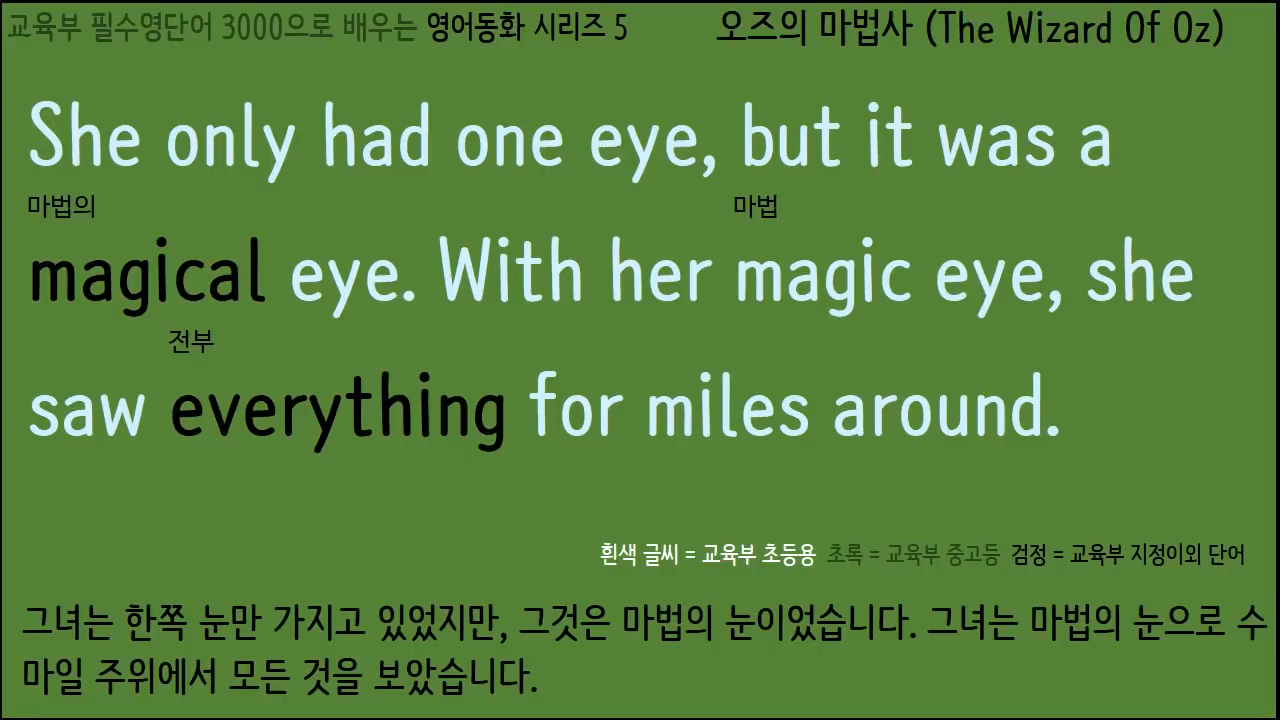 교육부 필수영단어 3000으로 배우는 영어동화 시리즈 5 오즈의 마법사 (The Wizard Of Oz)
She only had one eye, but it was a
마법의 마법
magical eye. With her magic eye, she
전부
saw everything for miles around.
흰색 글씨 = 교육부 초등용 초록 = 교육부 중고등 검정 = 교육부 지정이외 단어
그녀는 한쪽 눈만 가지고 있었지만, 그것은 마법의 눈이었습니다. 그녀는 마법의 눈으로 수
마일 주위에서 모든 것을 보았습니다.